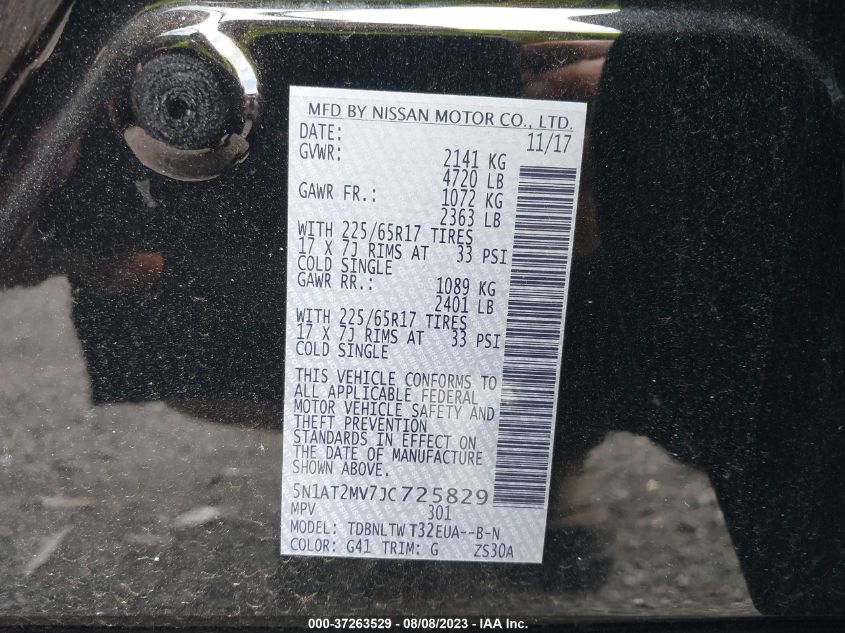 MFD BY NISSAN MOTOR CO., LTD.
DATE: 11/17
GVWR: 2141 KG
4720 LB
GAWR FR.: 1072 KG
2363 LB
WITH 225/65R17 TIRES
17 X 7J RIMS AT 33 PSI
COLD SINGLE
GAWR RR.: 1089 KG
2401 LB
WITH 225/65R17 TIRES
17 X 7J RIMS AT 33 PSI
COLD SINGLE
THIS VEHICLE CONFORMS TO
ALL APPLICABLE FEDERAL
MOTOR VEHICLE SAFETY AND
THEFT PREVENTION
STANDARDS IN EFFECT ON
THE DATE OF MANUFACTURE
SHOWN ABOVE.
5N1AT2MV7JC725829
MPV 301
MODEL: TDBNLTWT32EUA--B-N
COLOR: G41 TRIM: G ZS30A
000-37263529 - 08/08/2023 - IAA Inc.